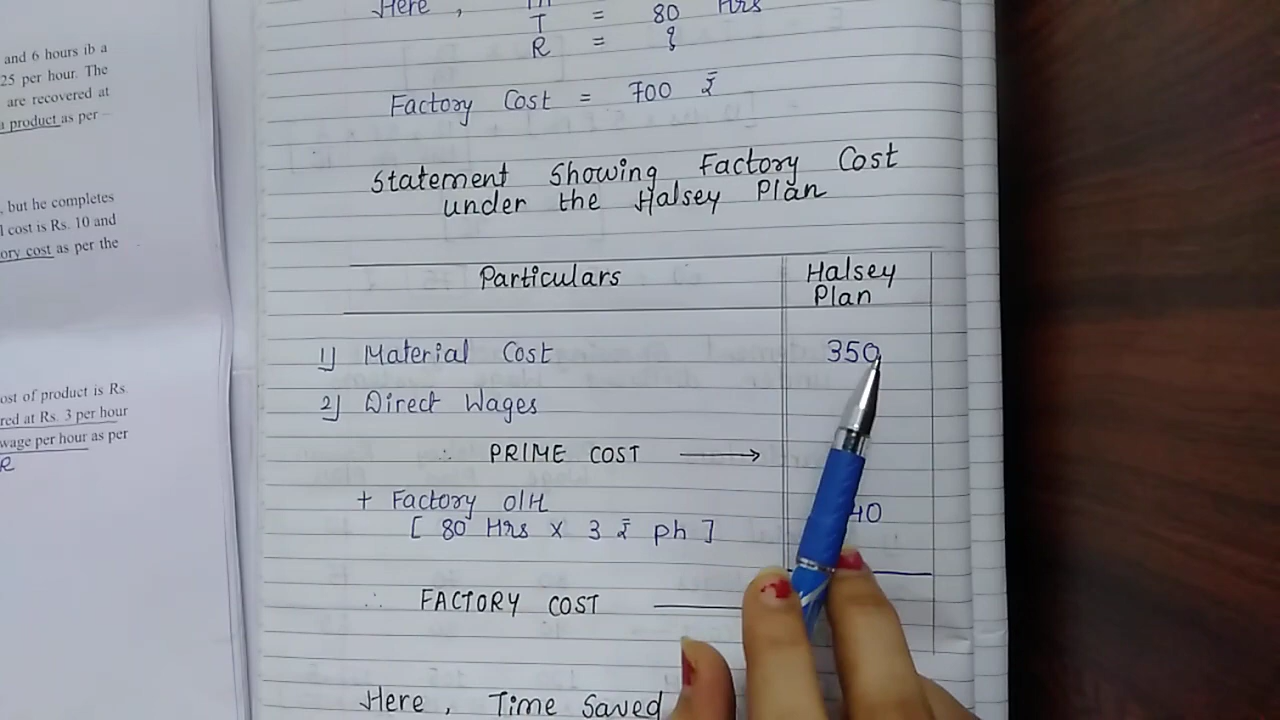 and 6 hours ib a
25 per hour. The
are recovered at
a product as per
, but he completes
l cost is Rs. 10 and
ory cost as per the
ost of product is Rs.
red at Rs. 3 per hour
wage per hour as per
R
Here ,
T = 80 Hrs
R = ?
Factory Cost = 700 ₹
Statement Showing Factory Cost
under the Halsey Plan
Particulars Halsey
Plan
1) Material Cost 350
2) Direct Wages
∴ PRIME COST →
+ Factory O/H
[ 80 Hrs x 3 ₹ ph ] 40
∴ FACTORY COST
Here , Time Saved